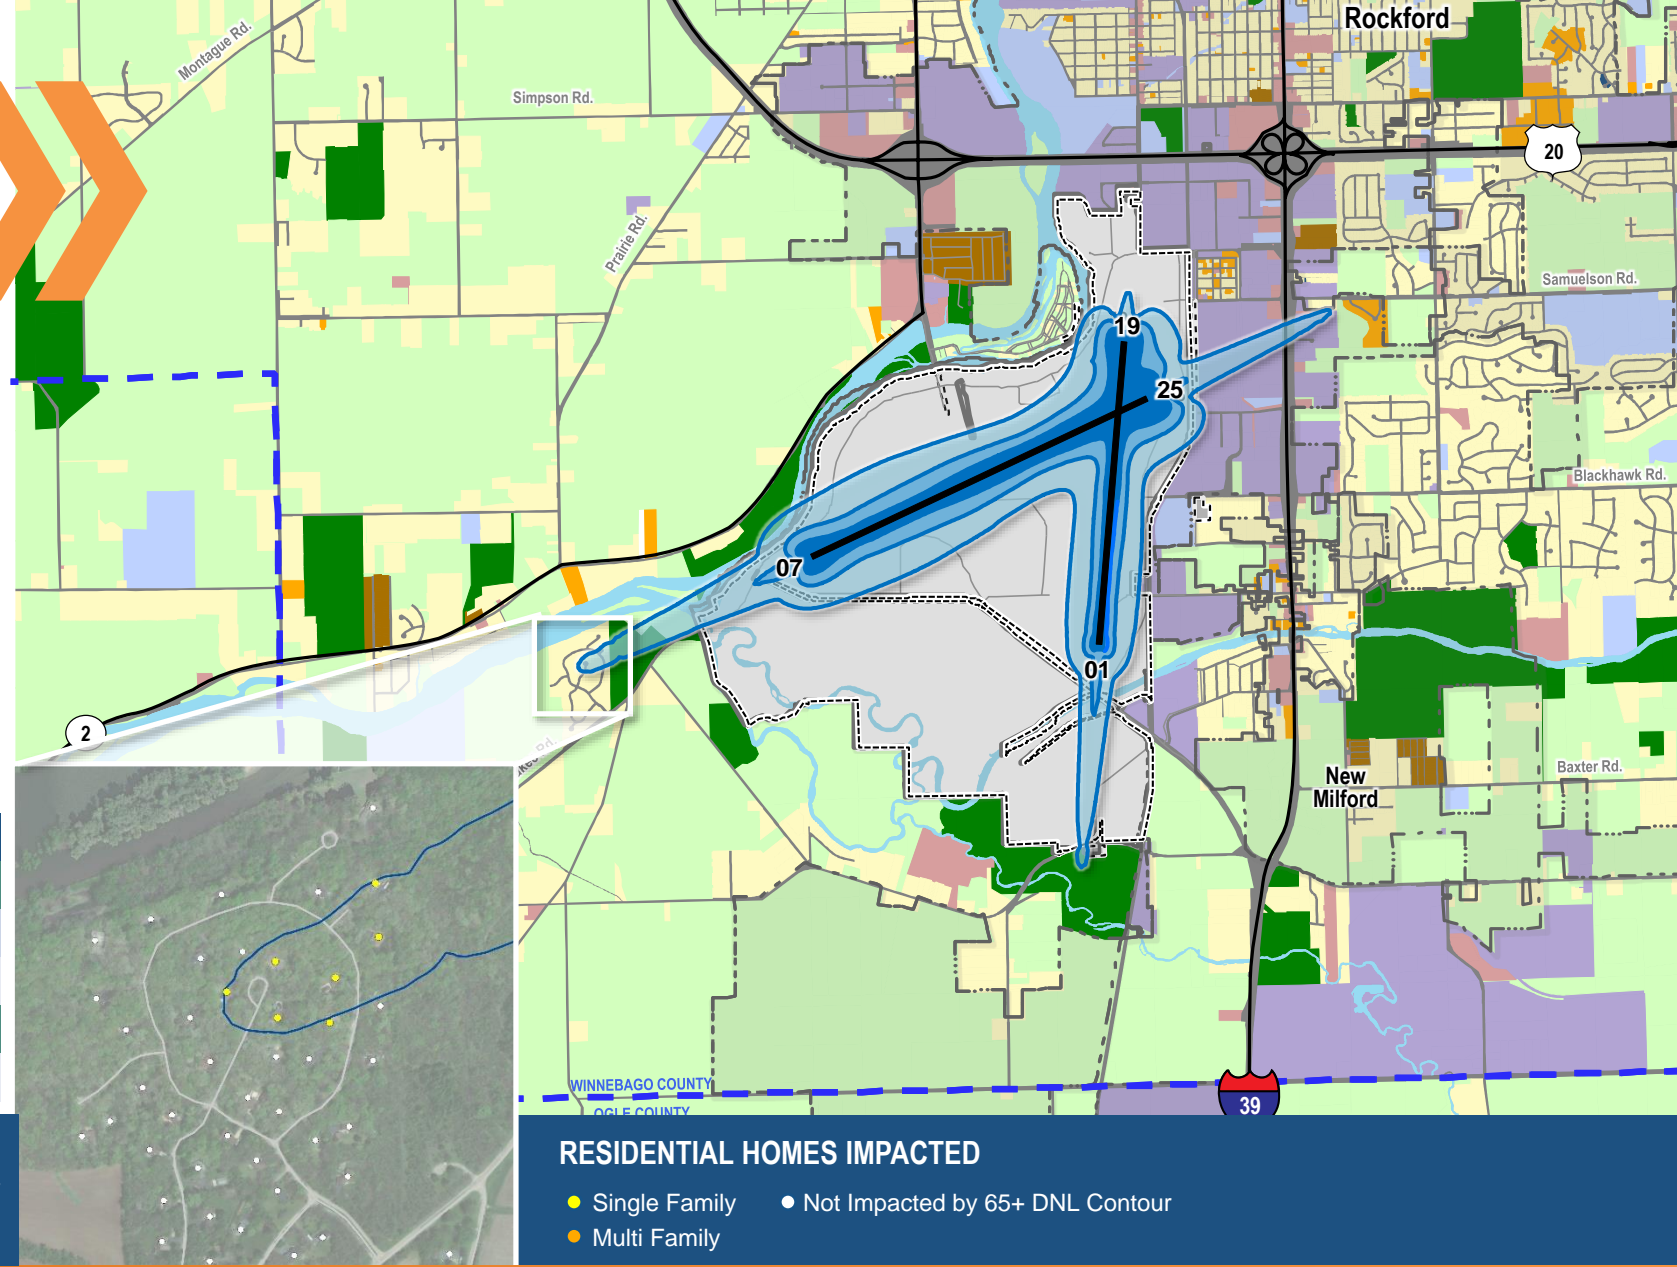 Rockford
Montague Rd.
Simpson Rd.
20
Prairie Rd.
Samuelson Rd.
19
25
Blackhawk Rd.
07
01
2
New
Milford
Baxter Rd.
WINNEBAGO COUNTY
OGLE COUNTY
39
RESIDENTIAL HOMES IMPACTED
Single Family
Not Impacted by 65+ DNL Contour
Multi Family